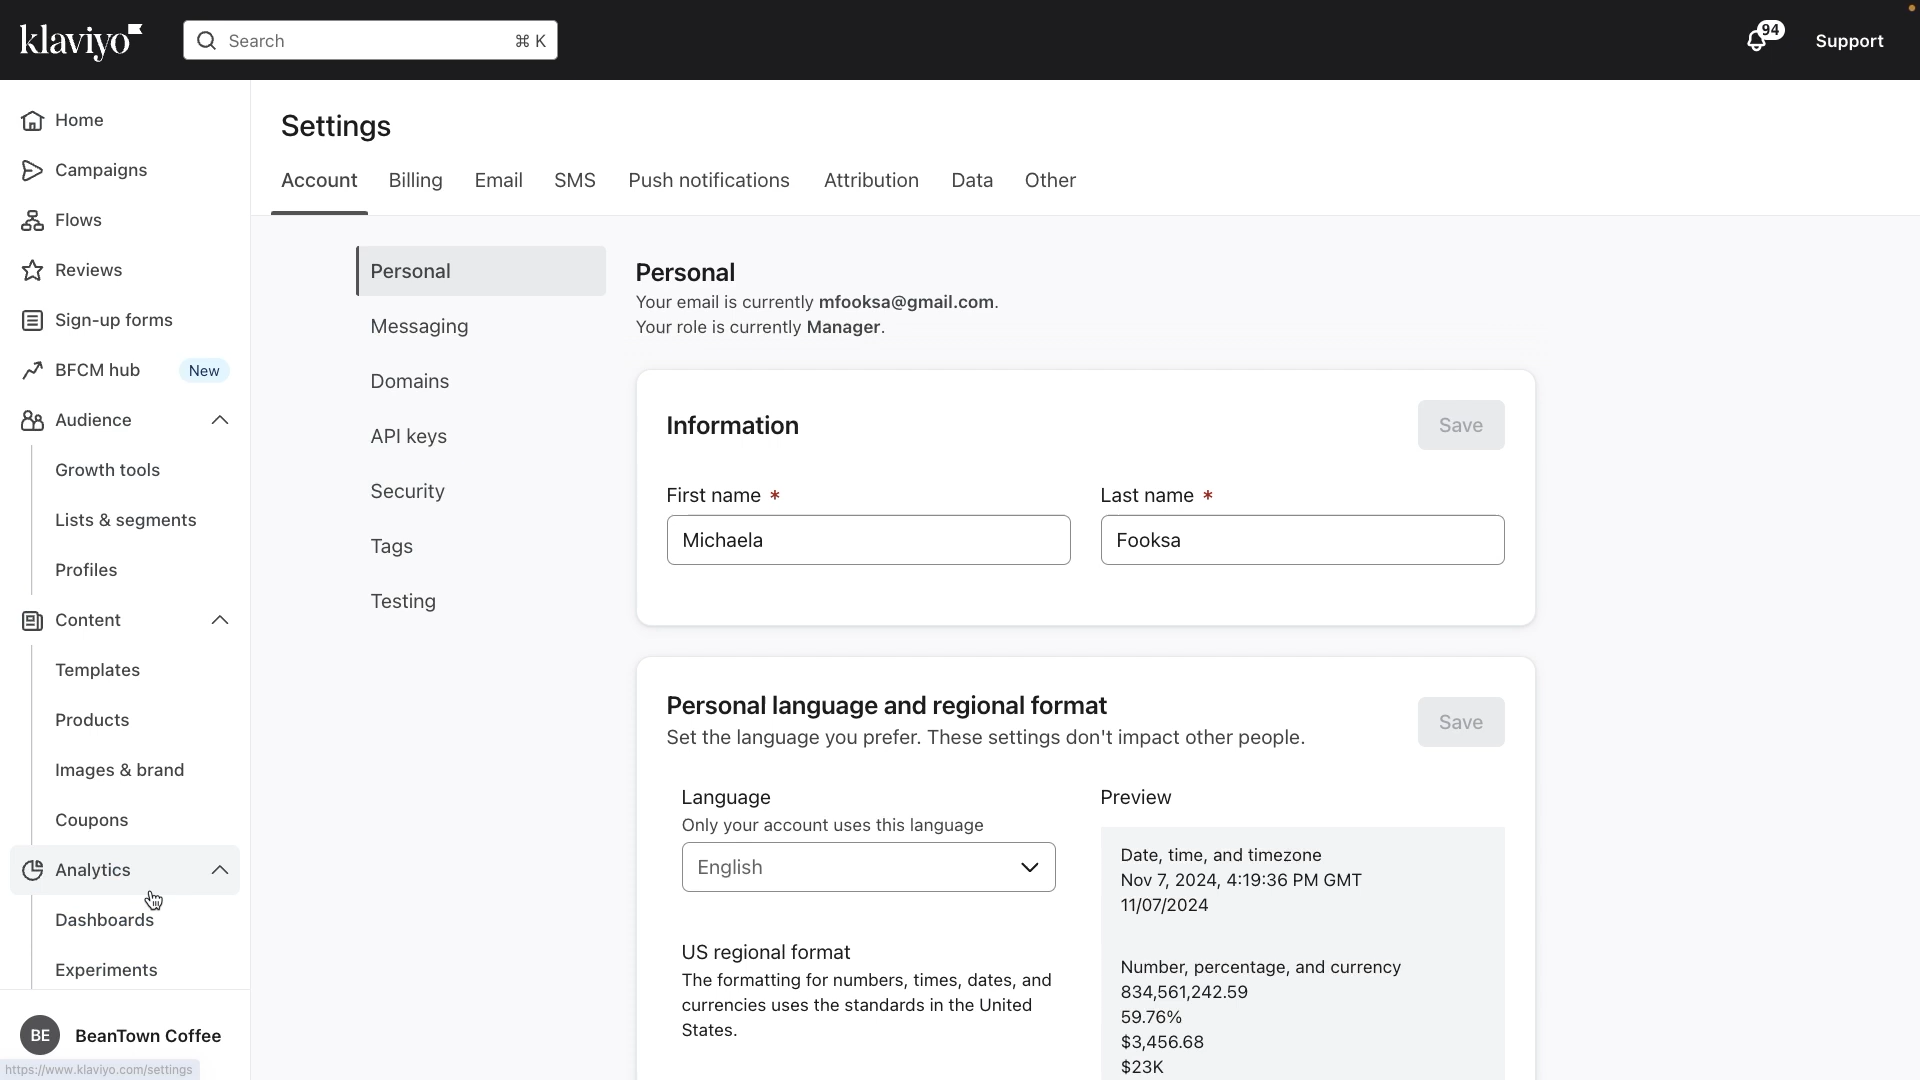 klaviyo
Search
⌘ K
94
Support
Home
Campaigns
Flows
Reviews
Sign-up forms
BFCM hub
New
Audience
Growth tools
Lists & segments
Profiles
Content
Templates
Products
Images & brand
Coupons
Analytics
Dashboards
Experiments
BE
BeanTown Coffee
https://www.klaviyo.com/settings
Settings
Account
Billing
Email
SMS
Push notifications
Attribution
Data
Other
Personal
Messaging
Domains
API keys
Security
Tags
Testing
Personal
Your email is currently mfooksa@gmail.com.
Your role is currently Manager.
Information
Save
First name *
Michaela
Last name *
Fooksa
Personal language and regional format
Set the language you prefer. These settings don't impact other people.
Save
Language
Only your account uses this language
English
US regional format
The formatting for numbers, times, dates, and
currencies uses the standards in the United
States.
Preview
Date, time, and timezone
Nov 7, 2024, 4:19:36 PM GMT
11/07/2024
Number, percentage, and currency
834,561,242.59
59.76%
$3,456.68
$23K